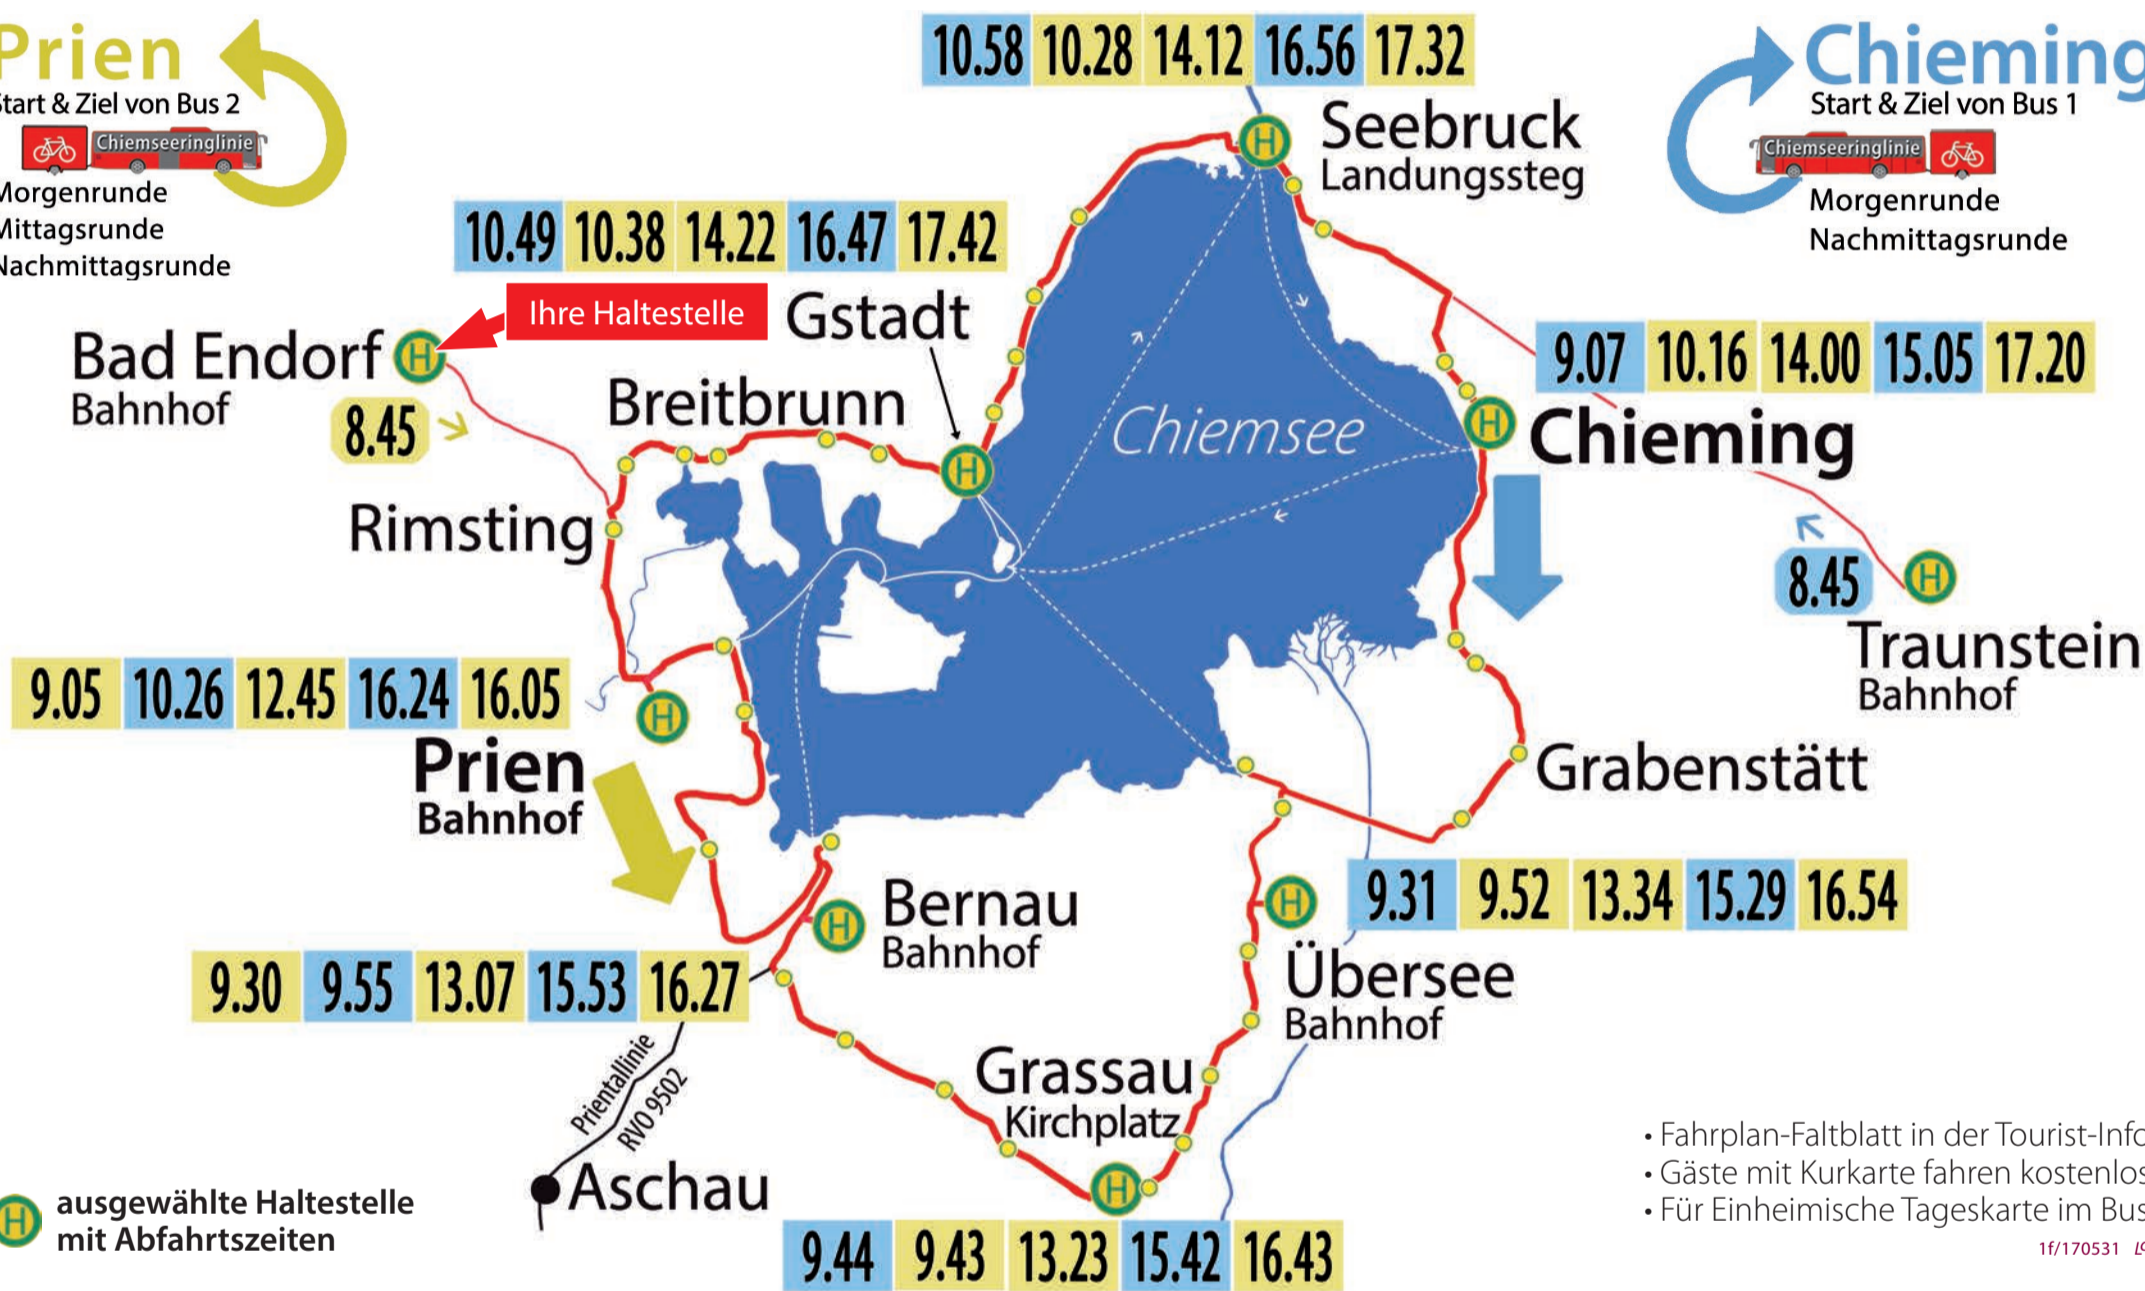 Prien
Start & Ziel von Bus 2
Chiemseeringlinie
Morgenrunde
Mittagsrunde
Nachmittagsrunde
10.58 10.28 14.12 16.56 17.32
Seebruck
Landungssteg
Chieming
Start & Ziel von Bus 1
Chiemseeringlinie
Morgenrunde
Nachmittagsrunde
10.49 10.38 14.22 16.47 17.42
Ihre Haltestelle
Gstadt
Bad Endorf
Bahnhof
H
8.45
Breitbrunn
Chiemsee
9.07 10.16 14.00 15.05 17.20
H
Chieming
Rimsting
H
H
8.45
H
Traunstein
Bahnhof
9.05 10.26 12.45 16.24 16.05
H
Prien
Bahnhof
Grabenstätt
H
Bernau
Bahnhof
9.31 9.52 13.34 15.29 16.54
H
Übersee
Bahnhof
9.30 9.55 13.07 15.53 16.27
Prientallinie
RVO 9502
Aschau
Grassau
Kirchplatz
H
9.44 9.43 13.23 15.42 16.43
H
ausgewählte Haltestelle
mit Abfahrtszeiten
• Fahrplan-Faltblatt in der Tourist-Info
• Gäste mit Kurkarte fahren kostenlos
• Für Einheimische Tageskarte im Bus
1f/170531